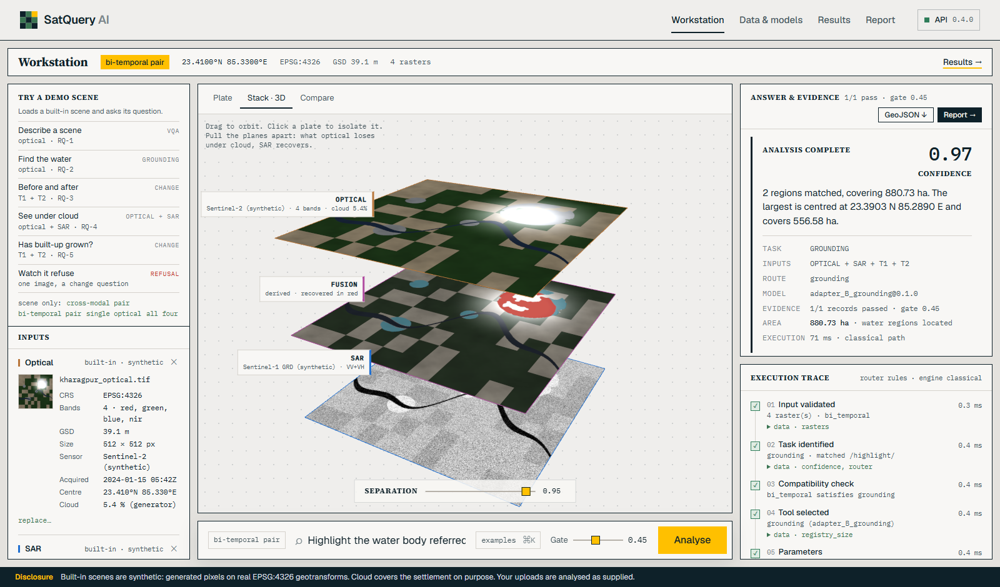 SatQuery AI
Workstation
Data & models
Results
Report
API 0.4.0
Workstation
bi-temporal pair
23.4100°N 85.3300°E
EPSG:4326
GSD 39.1 m
4 rasters
Results →
TRY A DEMO SCENE
Loads a built-in scene and asks its question.
Describe a scene VQA
optical · RQ-1
Find the water GROUNDING
optical · RQ-2
Before and after CHANGE
T1 + T2 · RQ-3
See under cloud OPTICAL + SAR
optical + SAR · RQ-4
Has built-up grown? CHANGE
T1 + T2 · RQ-5
Watch it refuse REFUSAL
one image, a change question
scene only: cross-modal pair
bi-temporal pair single optical all four
INPUTS
Optical built-in · synthetic ×
kharagpur_optical.tif
CRS EPSG:4326
Bands 4 · red, green,
blue, nir
GSD 39.1 m
Size 512 × 512 px
Sensor Sentinel-2
(synthetic)
Acquired 2024-01-15 05:42Z
Centre 23.410°N 85.330°E
Cloud 5.4 % (generator)
replace…
SAR built-in · synthetic ×
Plate
Stack · 3D
Compare
Drag to orbit. Click a plate to isolate it.
Pull the planes apart: what optical loses
under cloud, SAR recovers.
OPTICAL
Sentinel-2 (synthetic) · 4 bands · cloud 5.4%
FUSION
derived · recovered in red
SAR
Sentinel-1 GRD (synthetic) · VV+VH
SEPARATION 0.95
bi-temporal pair
Highlight the water body referrec
examples ⌘K
Gate 0.45
Analyse
ANSWER & EVIDENCE 1/1 pass · gate 0.45
GeoJSON ↓
Report →
ANALYSIS COMPLETE
0.97
CONFIDENCE
2 regions matched, covering 880.73 ha. The
largest is centred at 23.3903 N 85.2890 E and
covers 556.58 ha.
TASK GROUNDING
INPUTS OPTICAL + SAR + T1 + T2
ROUTE grounding
MODEL adapter_B_grounding@0.1.0
EVIDENCE 1/1 records passed · gate 0.45
AREA 880.73 ha · water regions located
EXECUTION 71 ms · classical path
EXECUTION TRACE router rules · engine classical
01 Input validated 0.3 ms
4 raster(s) · bi_temporal
▶ data · rasters
02 Task identified 0.4 ms
grounding · matched /highlight/
▶ data · confidence, router
03 Compatibility check 0.4 ms
bi_temporal satisfies grounding
04 Tool selected 0.4 ms
grounding (adapter_B_grounding)
▶ data · registry_size
05 Parameters 0.4 ms
Disclosure Built-in scenes are synthetic: generated pixels on real EPSG:4326 geotransforms. Cloud covers the settlement on purpose. Your uploads are analysed as supplied.